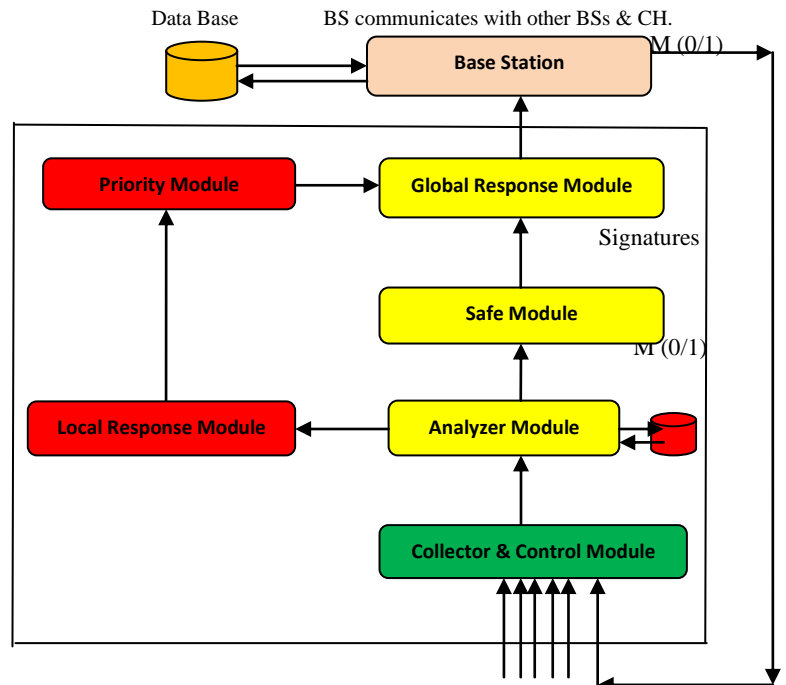 Data Base
BS communicates with other BSs & CH.
M (0/1)
Base Station
Priority Module
Global Response Module
Signatures
Safe Module
M (0/1)
Local Response Module
Analyzer Module
Collector & Control Module